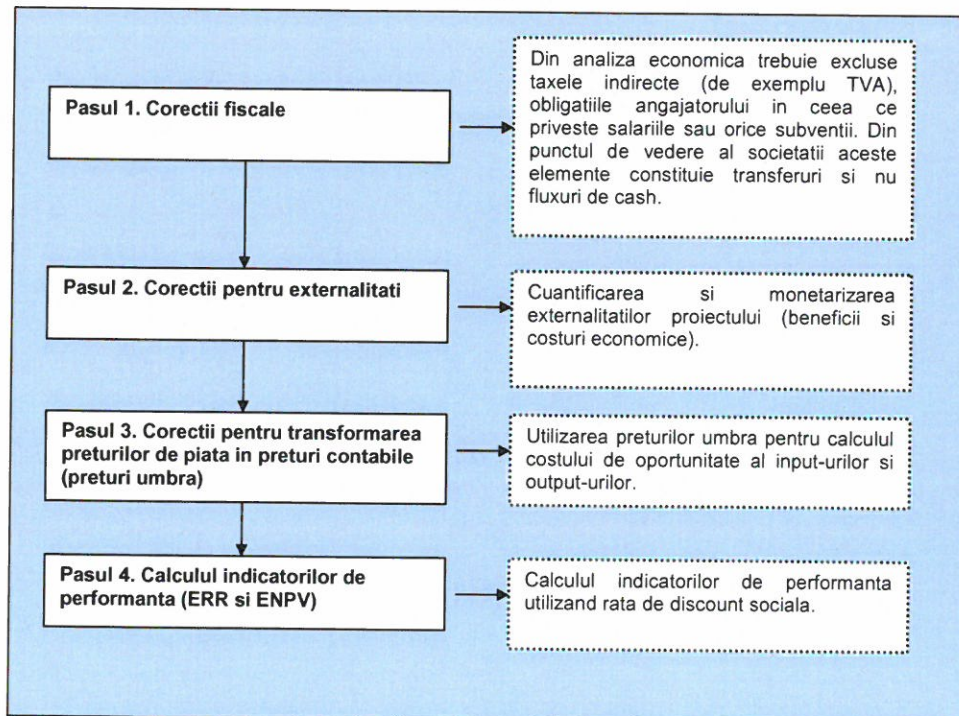 Pasul 1. Corectii fiscale
Din analiza economica trebuie excluse
taxele indirecte (de exemplu TVA),
obligatiile angajatorului in ceea ce
priveste salariile sau orice subventii. Din
punctul de vedere al societatii aceste
elemente constituie transferuri si nu
fluxuri de cash.
Pasul 2. Corectii pentru externalitati
Cuantificarea si monetarizarea
externalitatilor proiectului (beneficii si
costuri economice).
Pasul 3. Corectii pentru transformarea
preturilor de piata in preturi contabile
(preturi umbra)
Utilizarea preturilor umbra pentru calculul
costului de oportunitate al input-urilor si
output-urilor.
Pasul 4. Calculul indicatorilor de
performanta (ERR si ENPV)
Calculul indicatorilor de performanta
utilizand rata de discount sociala.